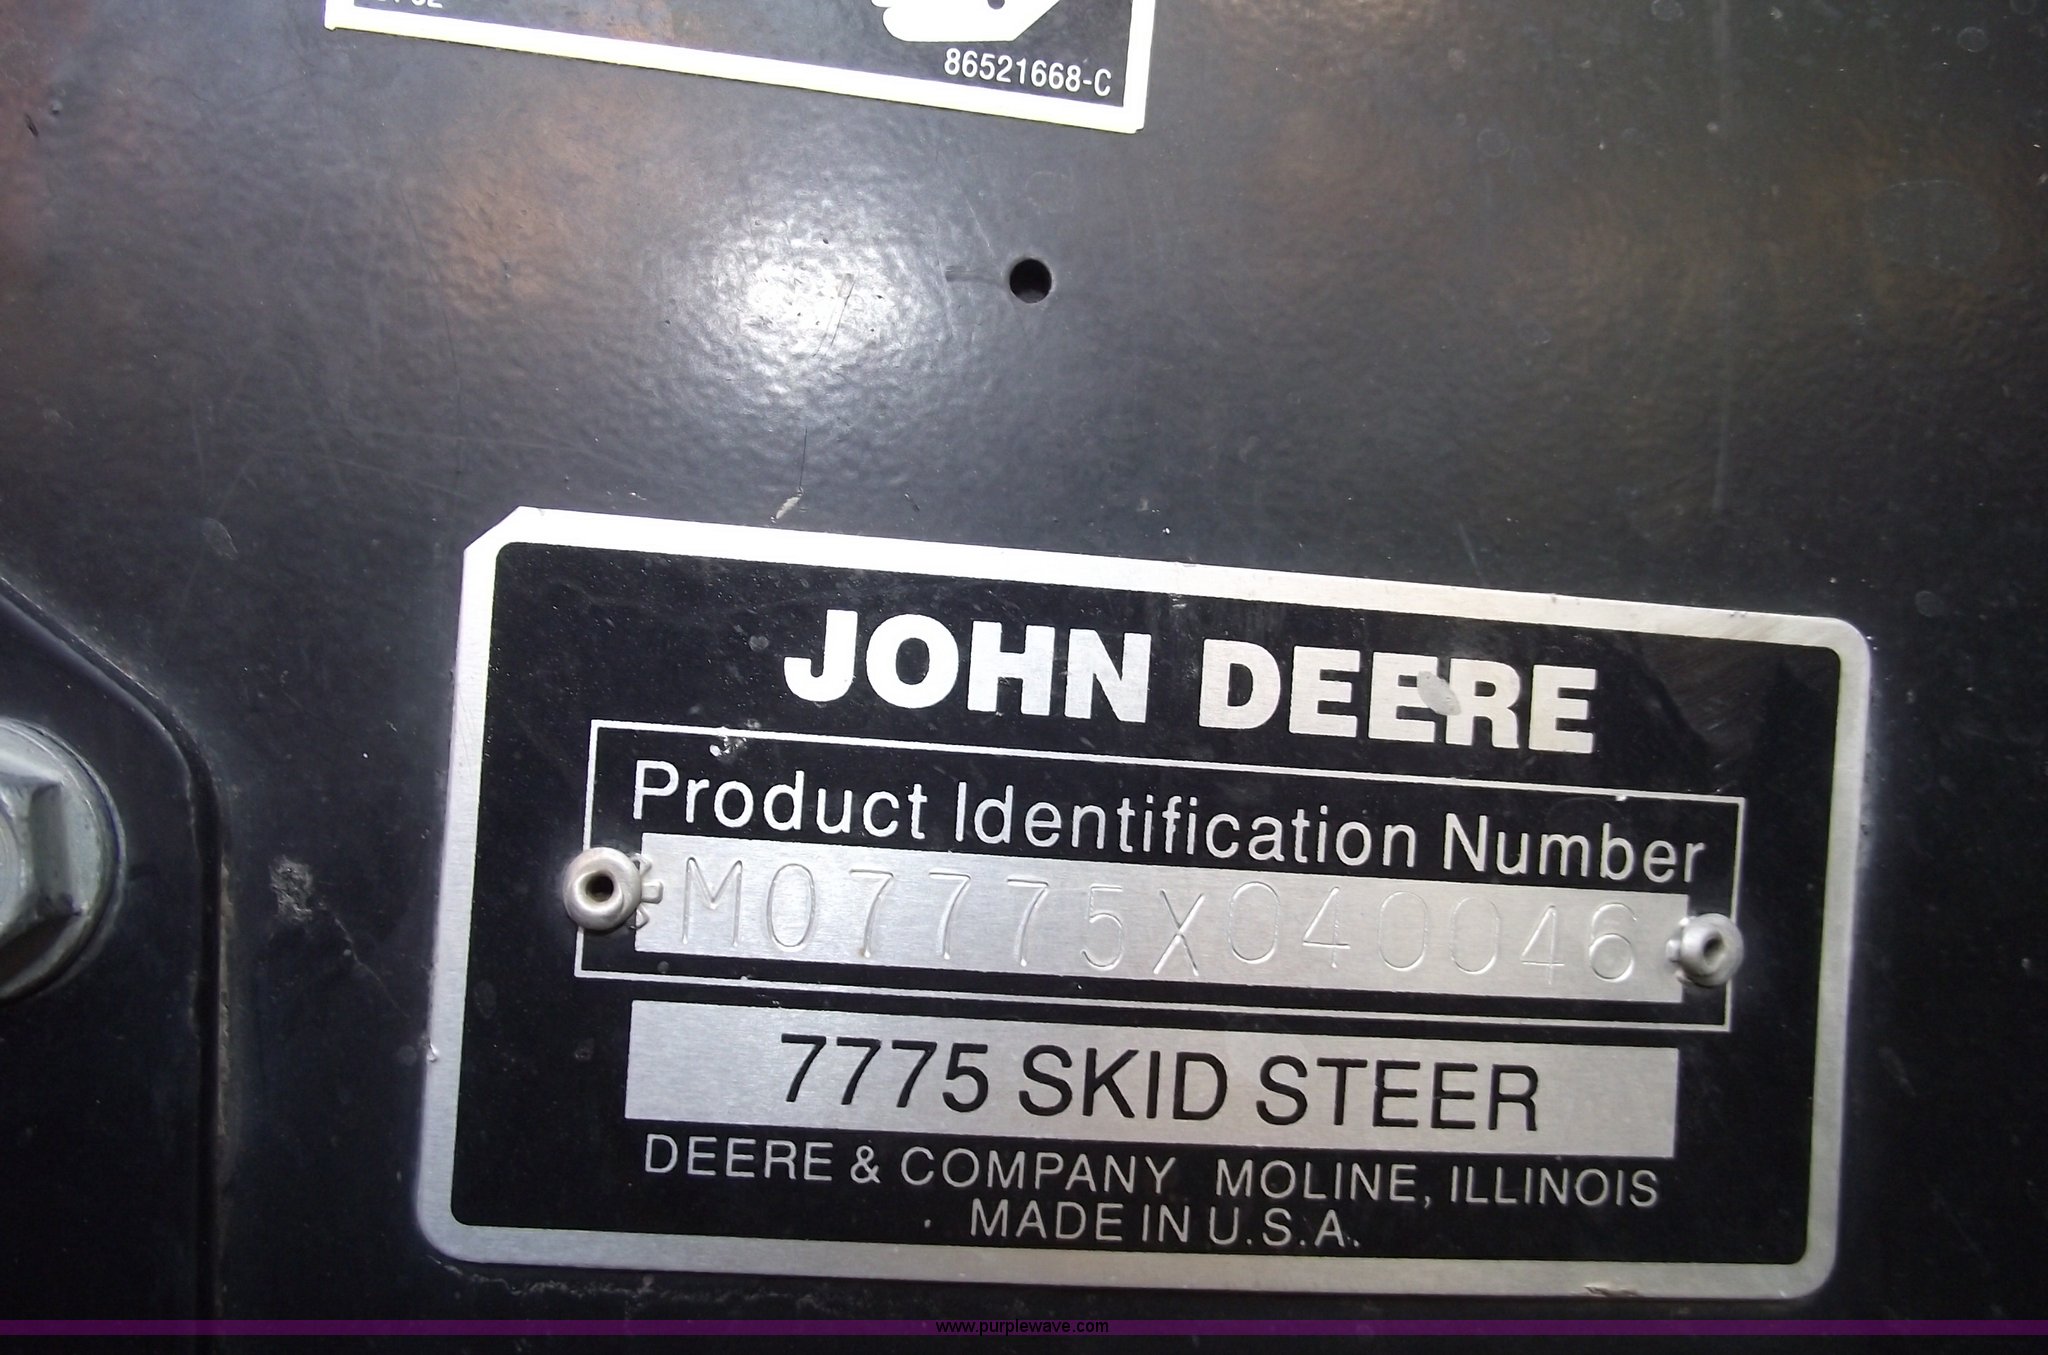 86521668-C
JOHN DEERE
Product Identification Number
*M07775X040046*
7775 SKID STEER
DEERE & COMPANY MOLINE, ILLINOIS
MADE IN U.S.A.
www.purplewave.com